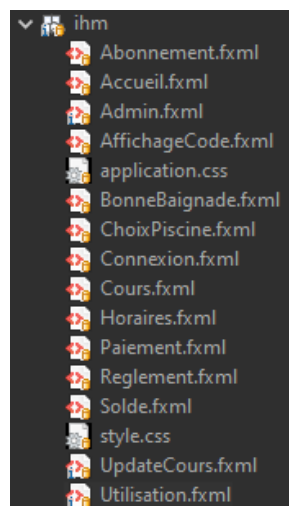 ihm
Abonnement.fxml
Accueil.fxml
Admin.fxml
AffichageCode.fxml
application.css
BonneBaignade.fxml
ChoixPiscine.fxml
Connexion.fxml
Cours.fxml
Horaires.fxml
Paiement.fxml
Reglement.fxml
Solde.fxml
style.css
UpdateCours.fxml
Utilisation.fxml